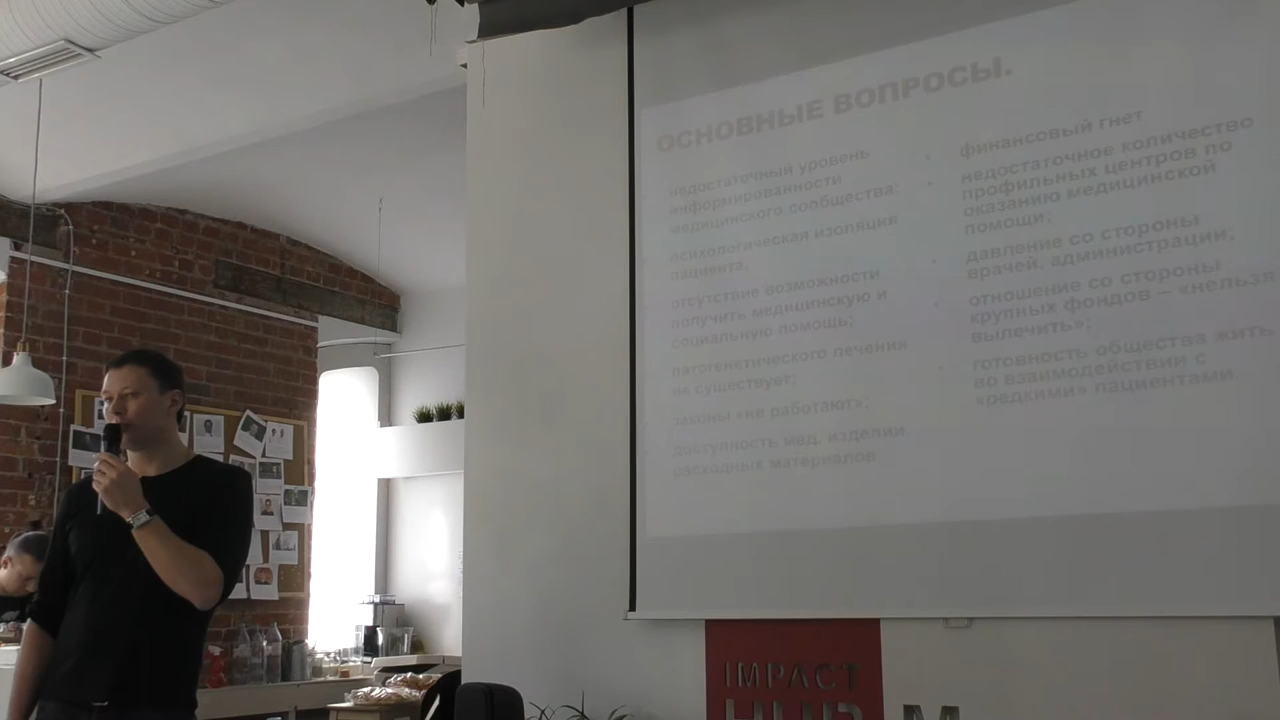 ОСНОВНЫЕ ВОПРОСЫ.
недостаточный уровень
информированности
медицинского сообщества;
психологическая изоляция
пациента;
отсутствие возможности
получить медицинскую и
социальную помощь;
патогенетического лечения
не существует;
законы «не работают»;
доступность мед. изделий
расходных материалов
финансовый гнет
недостаточное количество
профильных центров по
оказанию медицинской
помощи;
давление со стороны
врачей, администрации;
отношение со стороны
крупных фондов – «нельзя
вылечить»;
готовность общества жить
во взаимодействии с
«редкими» пациентами.
IMPACT
HUB M